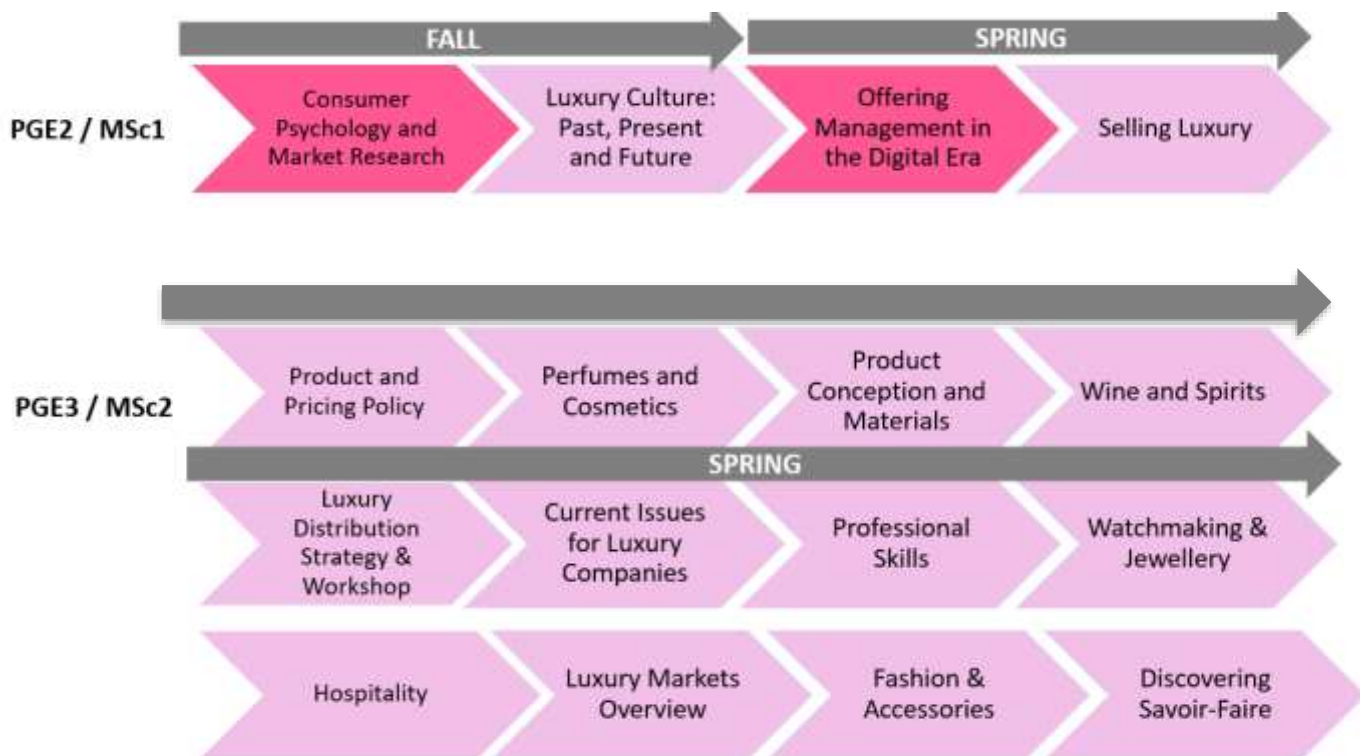 FALL
SPRING
PGE2 / MSc1
Consumer
Psychology and
Market Research
Luxury Culture:
Past, Present
and Future
Offering
Management in
the Digital Era
Selling Luxury
PGE3 / MSc2
Product and
Pricing Policy
Perfumes and
Cosmetics
Product
Conception and
Materials
Wine and Spirits
SPRING
Luxury
Distribution
Strategy &
Workshop
Current Issues
for Luxury
Companies
Professional
Skills
Watchmaking &
Jewellery
Hospitality
Luxury Markets
Overview
Fashion &
Accessories
Discovering
Savoir-Faire